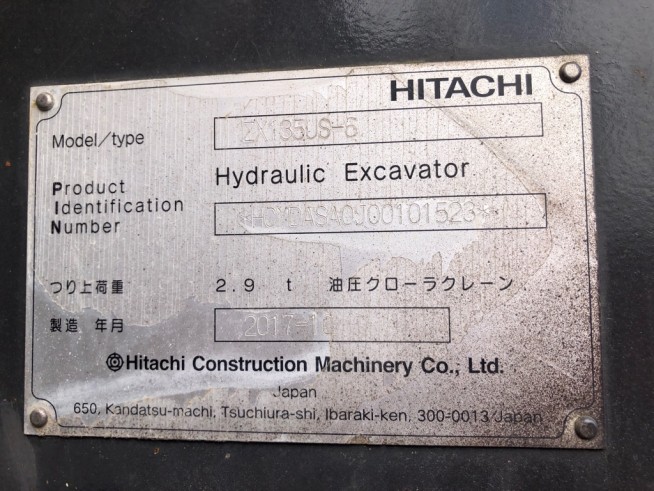 HITACHI
Model/type ZX135US-6
Hydraulic Excavator
Product
Identification
Number
*HCMDASA0J00101523*
つり上荷重 2.9 t 油圧クローラクレーン
製造 年月 2017-1
Hitachi Construction Machinery Co., Ltd.
Japan
650, Kandatsu-machi, Tsuchiura-shi, Ibaraki-ken, 300-0013 Japan